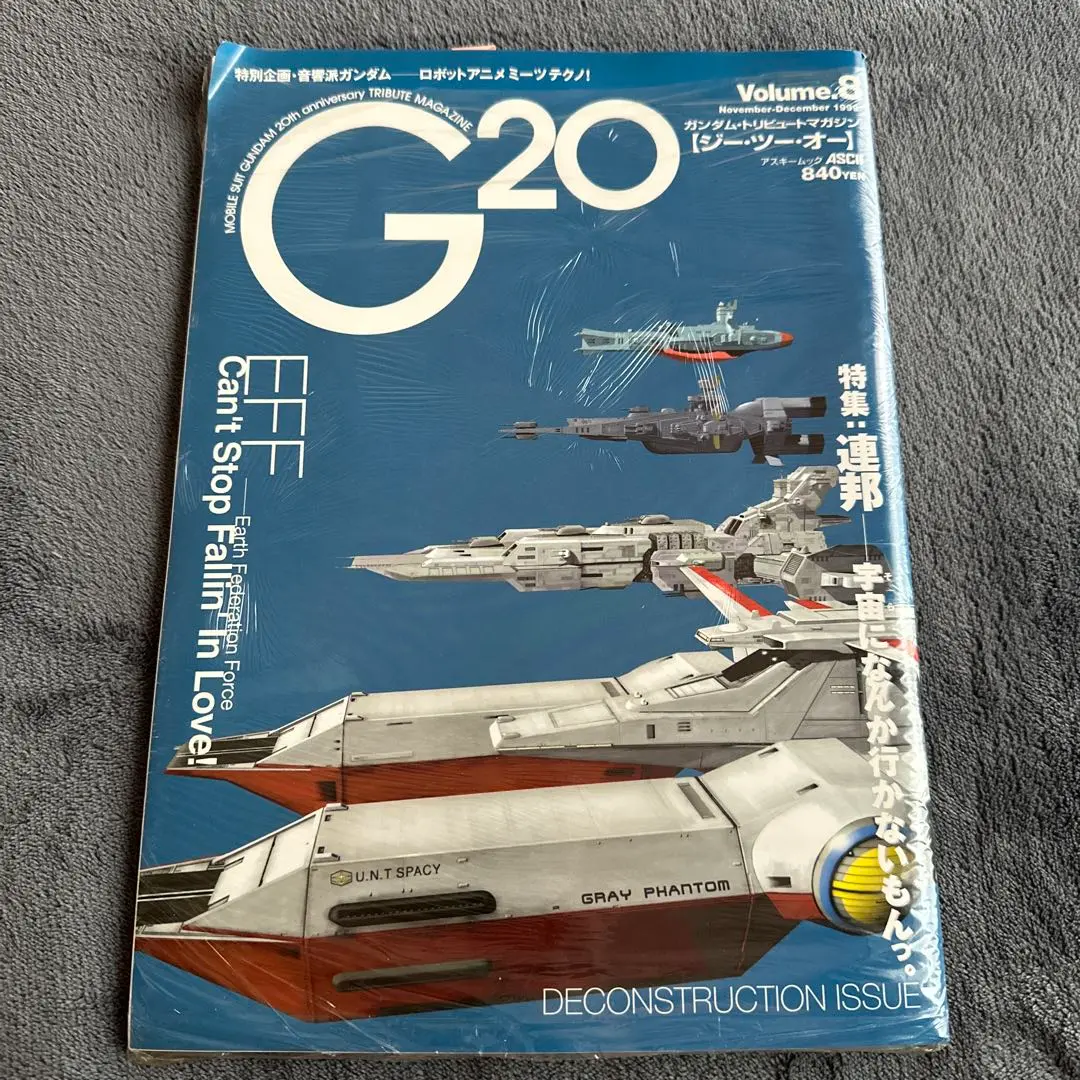 特別企画・音響派ガンダム——ロボットアニメミーツテクノ!
MOBILE SUIT GUNDAM 20th anniversary TRIBUTE MAGAZINE
G20
Volume.8
November-December 1999
ガンダム・トリビュートマガジン
【ジー・ツー・オー】
アスキームック ASCII
840YEN
特集:連邦——宇宙になんか行かないもんっ。
EFF
——Earth Federation Force
Can't Stop Fallin' In Love!
U.N.T SPACY
GRAY PHANTOM
DECONSTRUCTION ISSUE